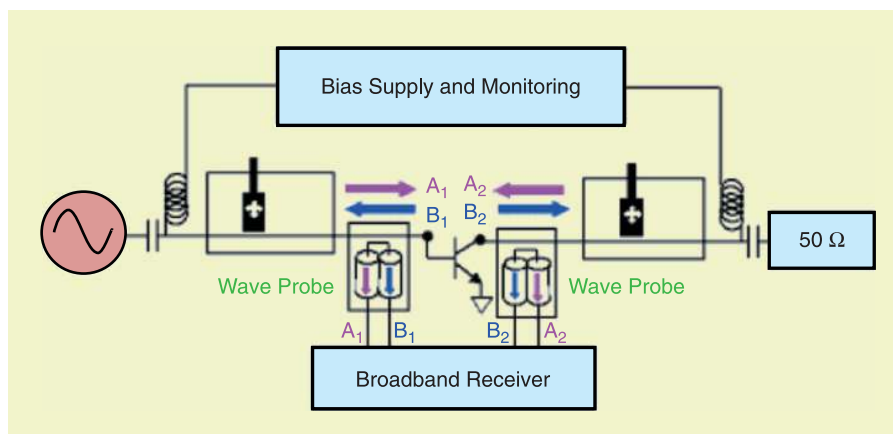 Bias Supply and Monitoring
A₁ A₂
B₁ B₂
50 Ω
Wave Probe
Wave Probe
A₁ B₁ B₂ A₂
Broadband Receiver